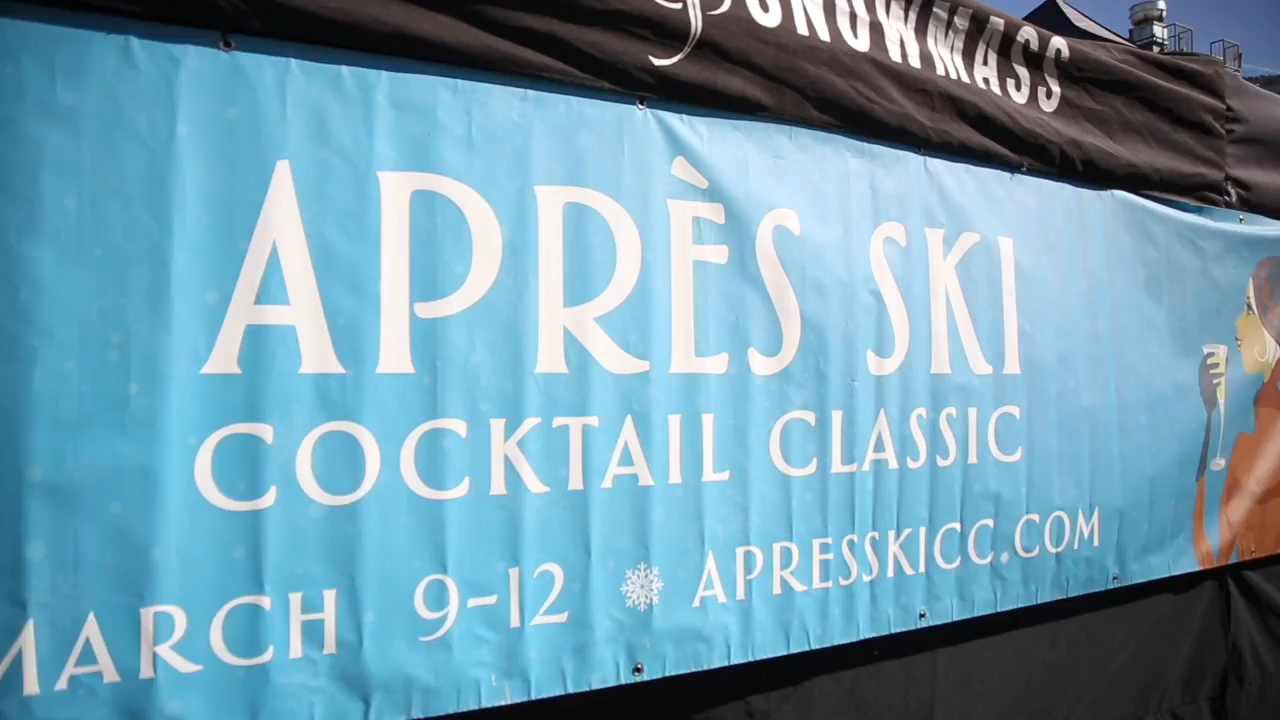 SNOWMASS
APRÈS SKI
COCKTAIL CLASSIC
MARCH 9-12 APRESSKICC.COM